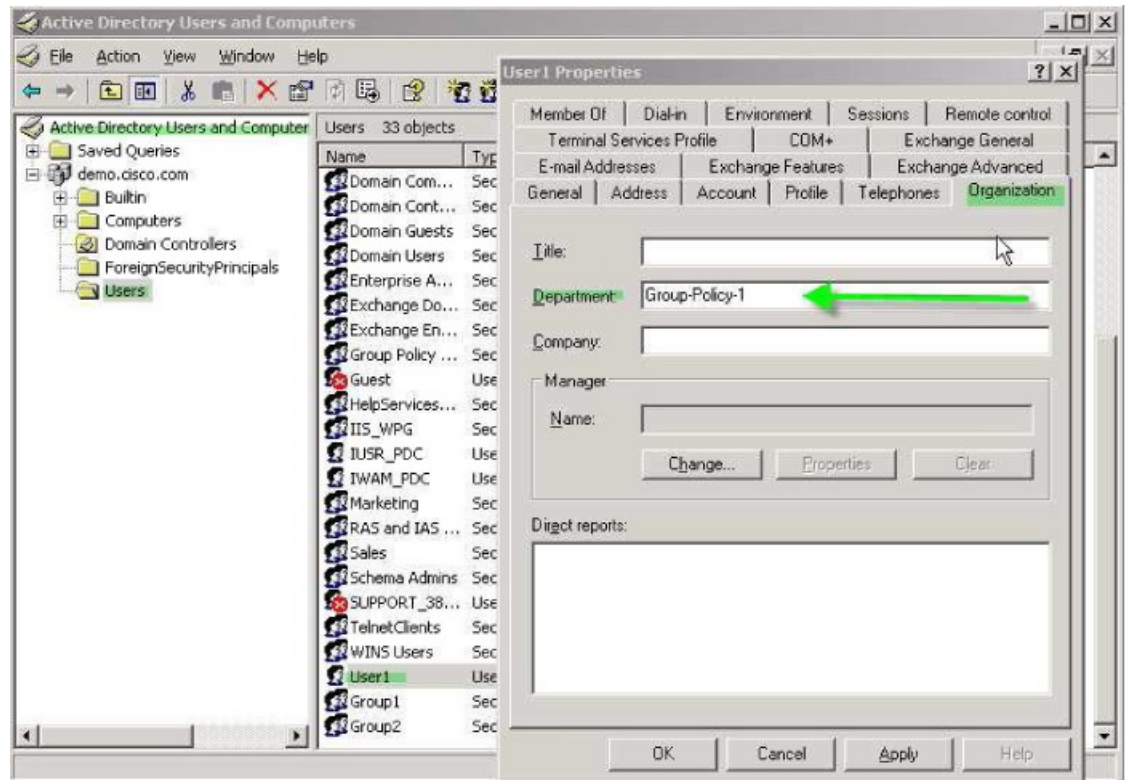 Active Directory Users and Computers
File Action View Window Help
Active Directory Users and Computer
Saved Queries
demo.cisco.com
Builtin
Computers
Domain Controllers
ForeignSecurityPrincipals
Users
Users 33 objects
Name Typ
Domain Com... Sec
Domain Cont... Sec
Domain Guests Sec
Domain Users Sec
Enterprise A... Sec
Exchange Do... Sec
Exchange En... Sec
Group Policy ... Sec
Guest Use
HelpServices... Sec
IIS_WPG Sec
IUSR_PDC Use
IWAM_PDC Use
Marketing Sec
RAS and IAS ... Sec
Sales Sec
Schema Admins Sec
SUPPORT_38... Use
TelnetClients Sec
WINS Users Sec
User1 Use
Group1 Sec
Group2 Sec
User1 Properties
Member Of Dial-in Environment Sessions Remote control
Terminal Services Profile COM+ Exchange General
E-mail Addresses Exchange Features Exchange Advanced
General Address Account Profile Telephones Organization
Title:
Department: Group-Policy-1
Company:
Manager
Name:
Change... Properties Clear
Direct reports:
OK Cancel Apply Help